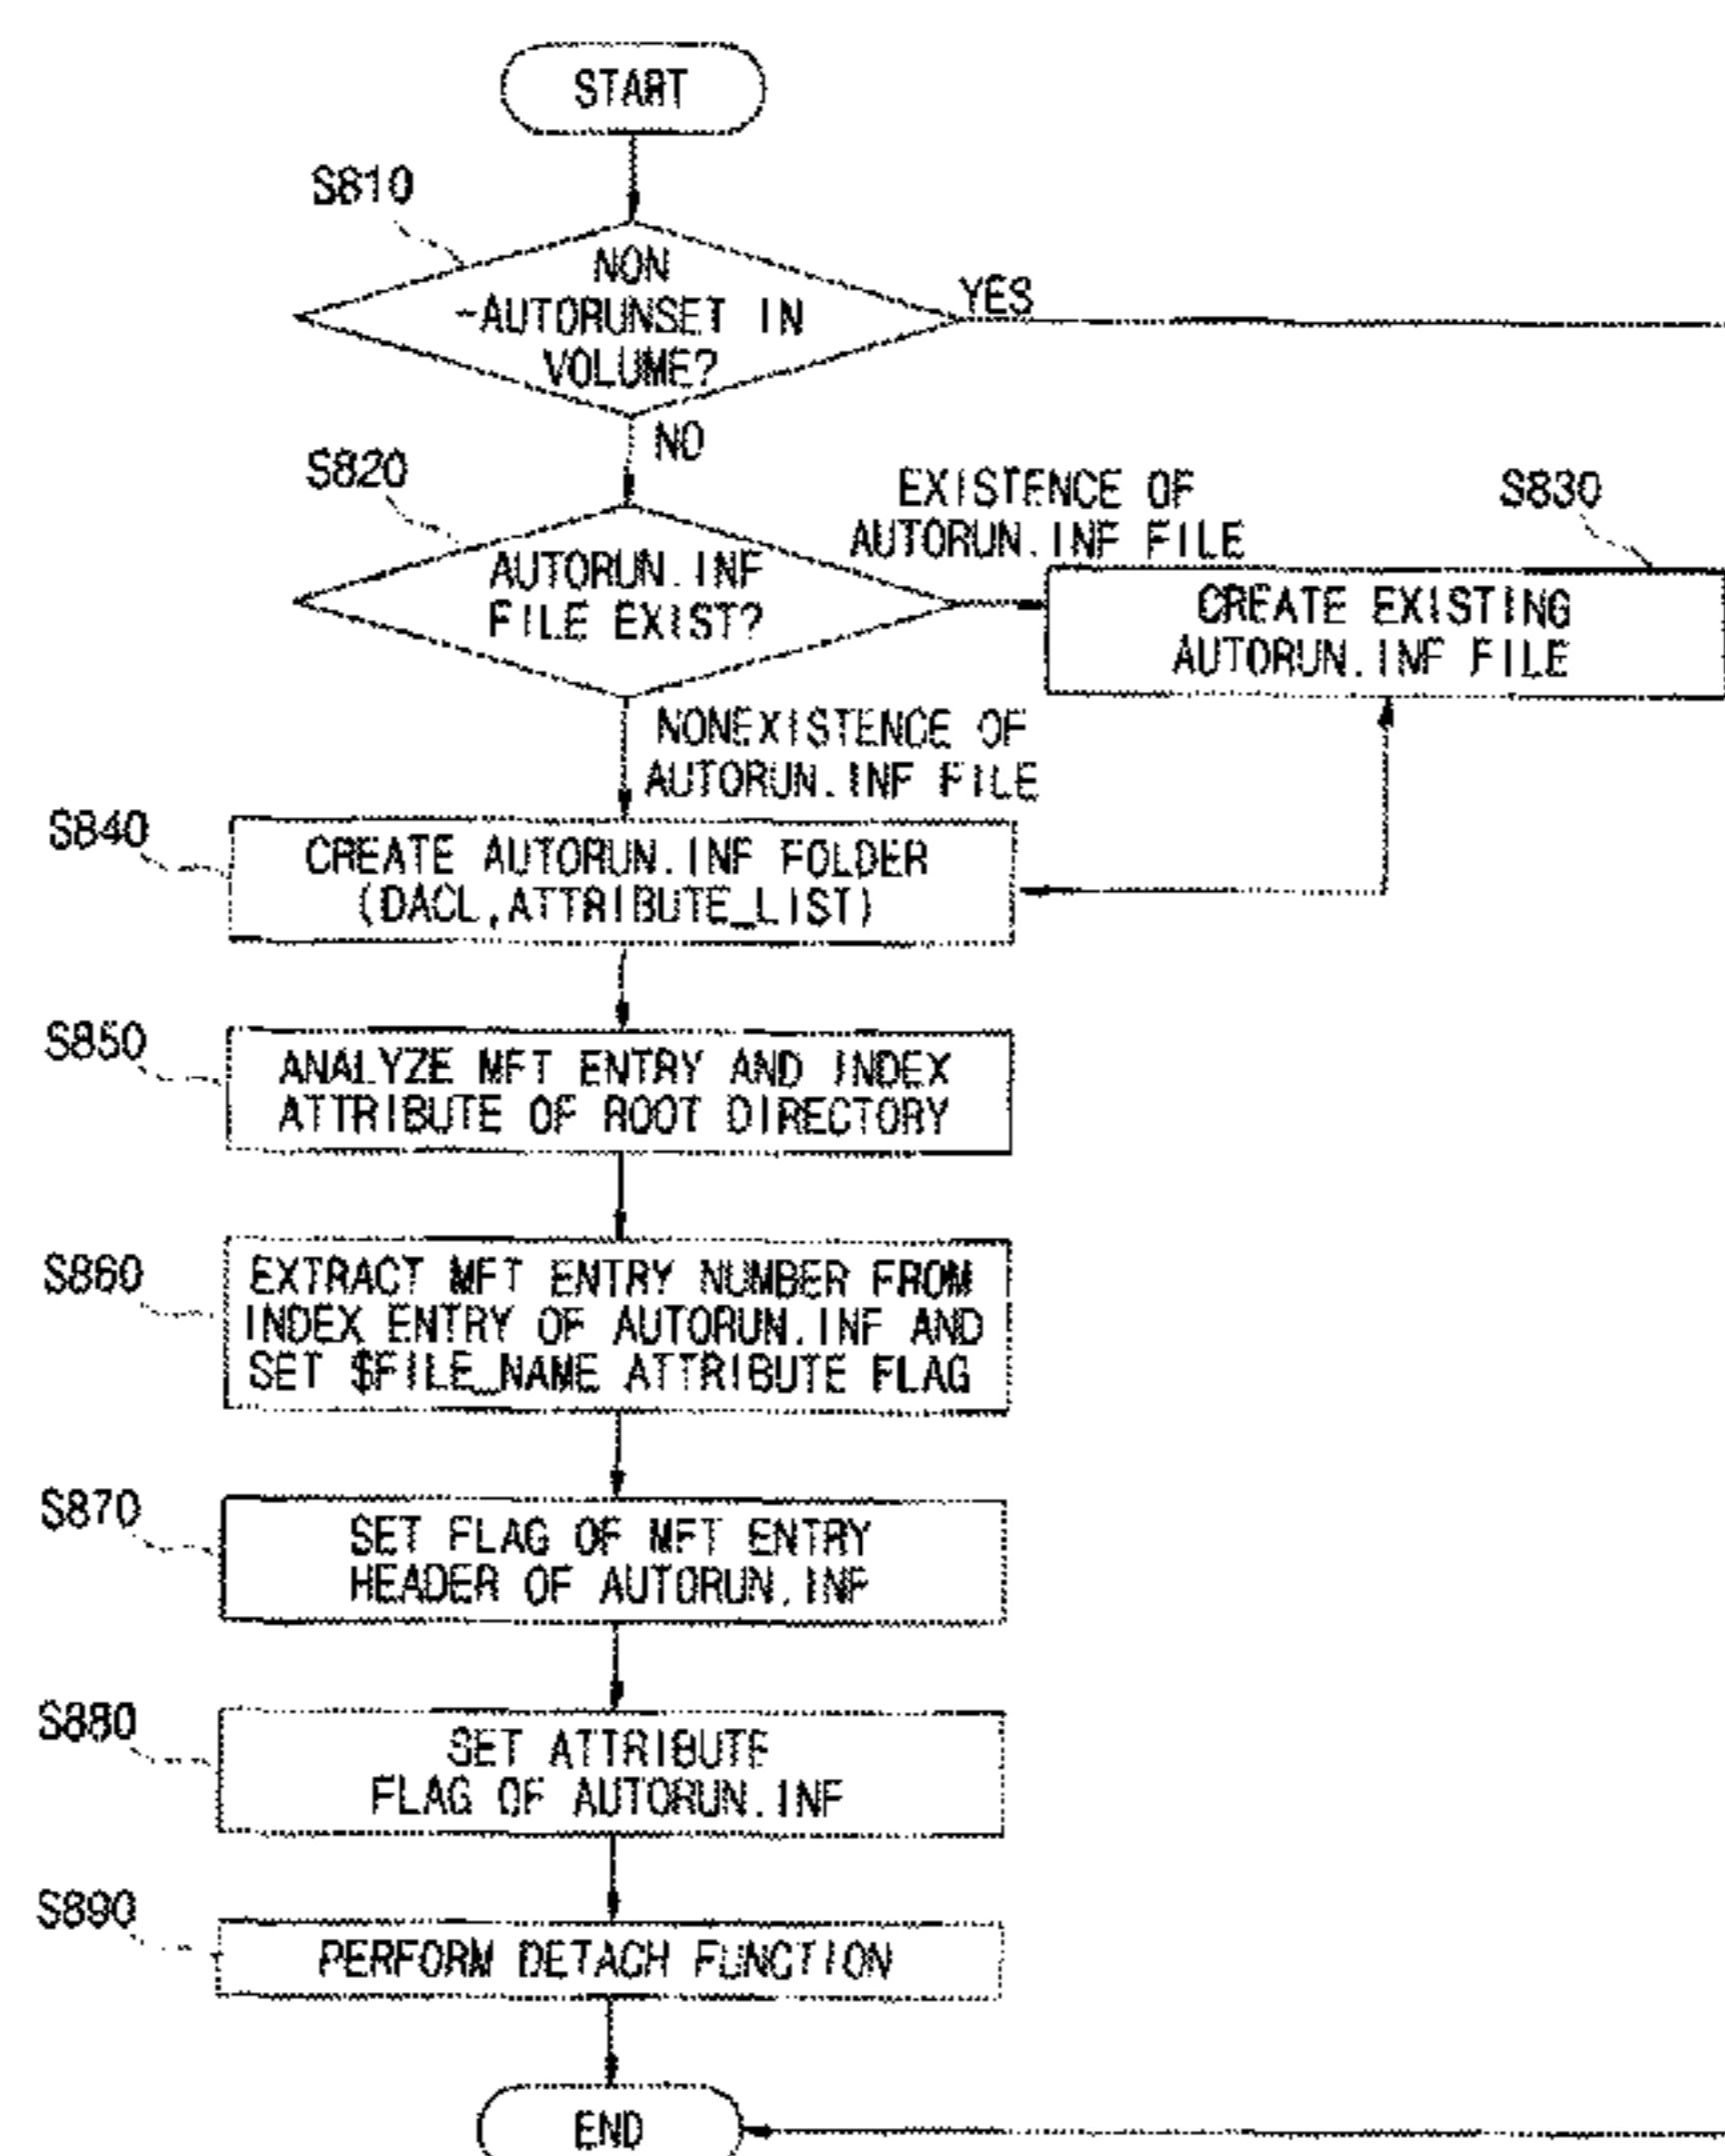 START
S810
NON
-AUTORUNSET IN
VOLUME?
YES
NO
S820
AUTORUN.INF
FILE EXIST?
EXISTENCE OF
AUTORUN.INF FILE
S830
CREATE EXISTING
AUTORUN.INF FILE
NONEXISTENCE OF
AUTORUN.INF FILE
S840
CREATE AUTORUN.INF FOLDER
(DACL,ATTRIBUTE_LIST)
S850
ANALYZE MFT ENTRY AND INDEX
ATTRIBUTE OF ROOT DIRECTORY
S860
EXTRACT MFT ENTRY NUMBER FROM
INDEX ENTRY OF AUTORUN.INF AND
SET $FILE_NAME ATTRIBUTE FLAG
S870
SET FLAG OF MFT ENTRY
HEADER OF AUTORUN.INF
S880
SET ATTRIBUTE
FLAG OF AUTORUN.INF
S890
PERFORM DETACH FUNCTION
END